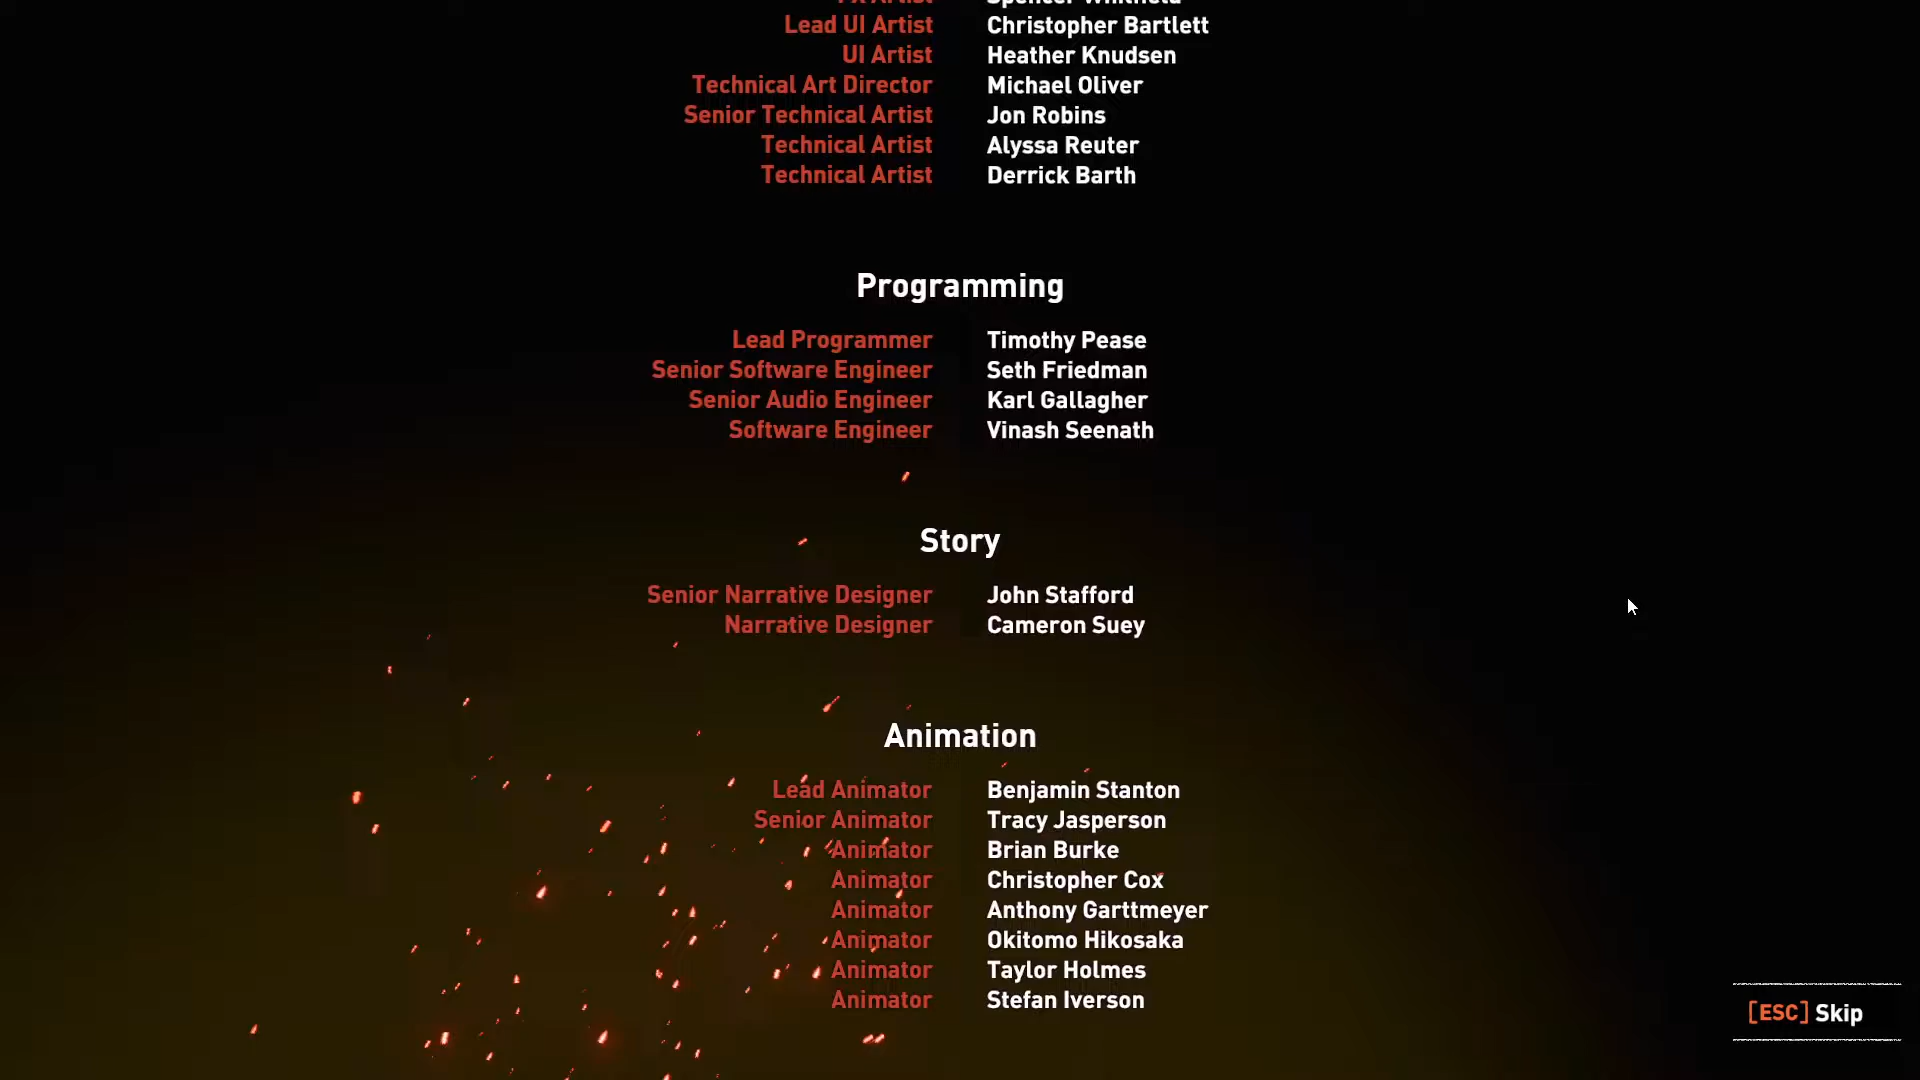 Lead UI Artist Christopher Bartlett
UI Artist Heather Knudsen
Technical Art Director Michael Oliver
Senior Technical Artist Jon Robins
Technical Artist Alyssa Reuter
Technical Artist Derrick Barth
Programming
Lead Programmer Timothy Pease
Senior Software Engineer Seth Friedman
Senior Audio Engineer Karl Gallagher
Software Engineer Vinash Seenath
Story
Senior Narrative Designer John Stafford
Narrative Designer Cameron Suey
Animation
Lead Animator Benjamin Stanton
Senior Animator Tracy Jasperson
Animator Brian Burke
Animator Christopher Cox
Animator Anthony Garttmeyer
Animator Okitomo Hikosaka
Animator Taylor Holmes
Animator Stefan Iverson
[ESC] Skip